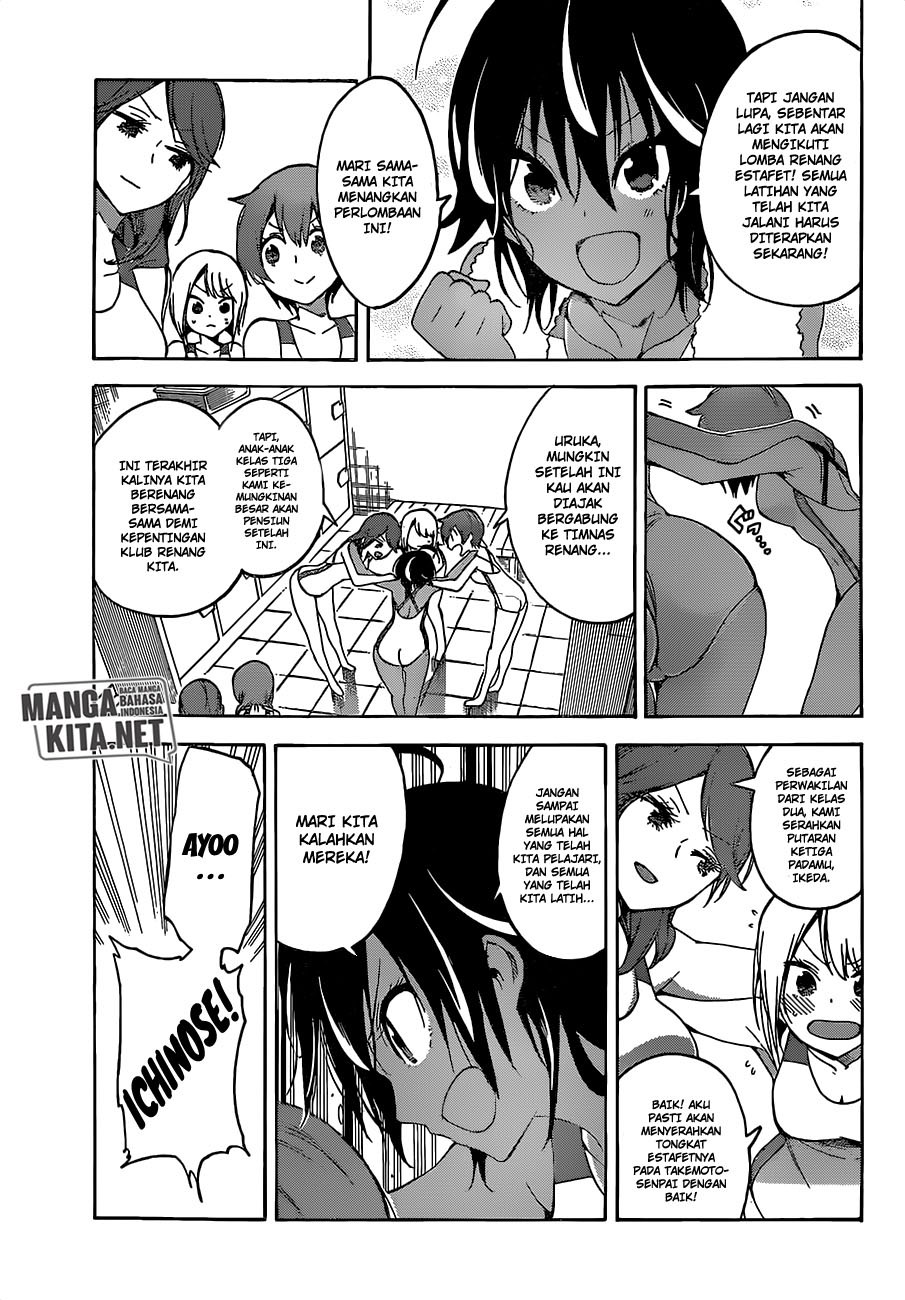 TAPI JANGAN
LUPA, SEBENTAR
LAGI KITA AKAN
MENGIKUTI
LOMBA RENANG
ESTAFET! SEMUA
LATIHAN YANG
TELAH KITA
JALANI HARUS
DITERAPKAN
SEKARANG!
MARI SAMA-
SAMA KITA
MENANGKAN
PERLOMBAAN
INI!
ぐっ…
URUKA,
MUNGKIN
SETELAH INI
KAU AKAN
DIAJAK
BERGABUNG
KE TIMNAS
RENANG...
TAPI,
ANAK-ANAK
KELAS TIGA
SEPERTI
KAMI KE-
MUNGKINAN
BESAR AKAN
PENSIUN
SETELAH
INI.
INI TERAKHIR
KALINYA KITA
BERENANG
BERSAMA-
SAMA DEMI
KEPENTINGAN
KLUB RENANG
KITA.
MANGA
BACA MANGA
BAHASA
INDONESIA
KITA.NET
SEBAGAI
PERWAKILAN
DARI KELAS
DUA, KAMI
SERAHKAN
PUTARAN
KETIGA
PADAMU,
IKEDA.
BAIK! AKU
PASTI AKAN
MENYERAHKAN
TONGKAT
ESTAFETNYA
PADA TAKEMOTO-
SENPAI DENGAN
BAIK!
JANGAN
SAMPAI
MELUPAKAN
SEMUA HAL
YANG TELAH
KITA PELAJARI,
DAN SEMUA
YANG TELAH
KITA LATIH...
MARI KITA
KALAHKAN
MEREKA!
AYOO
...
ICHINOSE!